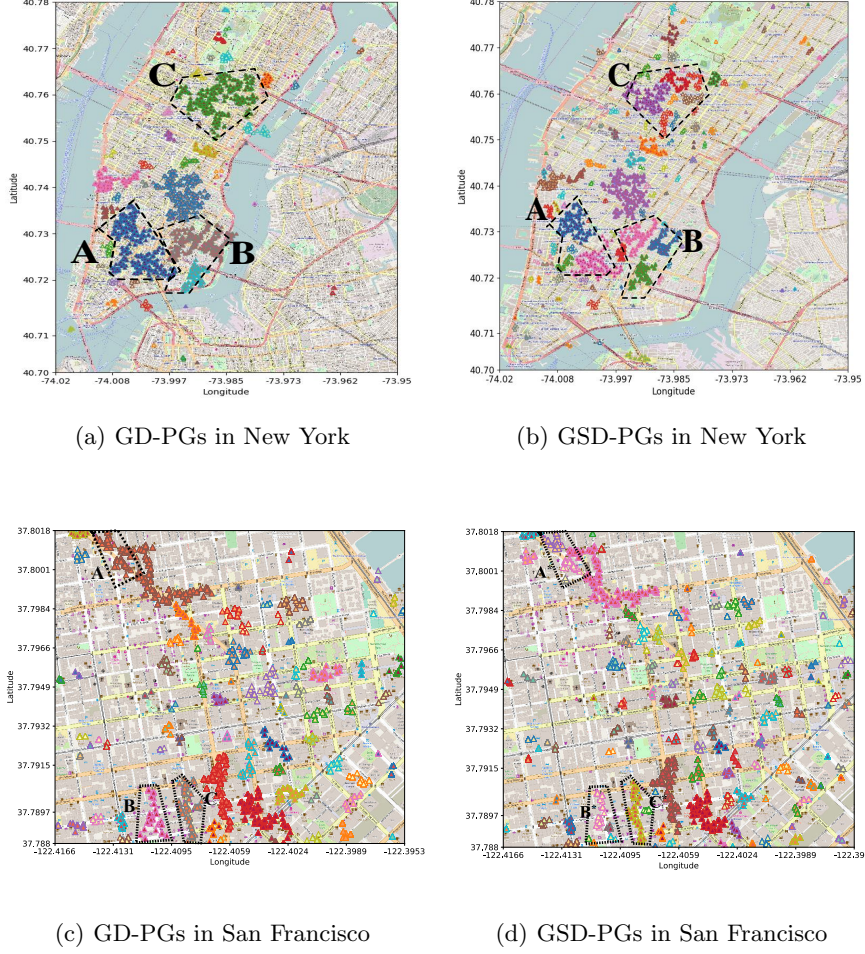 40.78
40.77
40.76
40.75
40.74
40.73
40.72
40.71
40.70
Latitude
C
A
B
-74.02 -74.008 -73.997 -73.985 -73.973 -73.962 -73.95
Longitude
40.78
40.77
40.76
40.75
40.74
40.73
40.72
40.71
40.70
Latitude
C
A
B
-74.02 -74.008 -73.997 -73.985 -73.973 -73.962 -73.95
Longitude
(a) GD-PGs in New York
(b) GSD-PGs in New York
37.8018
37.8001
37.7984
37.7966
37.7949
37.7932
37.7915
37.7897
37.788
Latitude
A
B
C
-122.4166 -122.4131 -122.4095 -122.4059 -122.4024 -122.3989 -122.3953
Longitude
37.8018
37.8001
37.7984
37.7966
37.7949
37.7932
37.7915
37.7897
37.788
Latitude
A*
B*
C*
-122.4166 -122.4131 -122.4095 -122.4059 -122.4024 -122.3989 -122.39
Longitude
(c) GD-PGs in San Francisco
(d) GSD-PGs in San Francisco